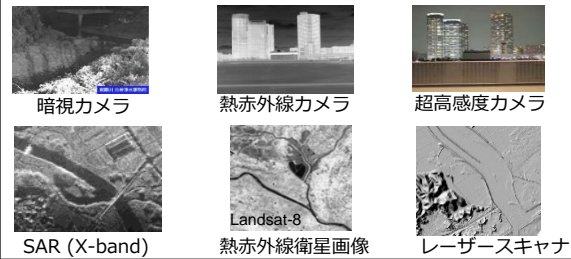 暗視カメラ
熱赤外線カメラ
超高感度カメラ
Landsat-8
SAR (X-band)
熱赤外線衛星画像
レーザースキャナ